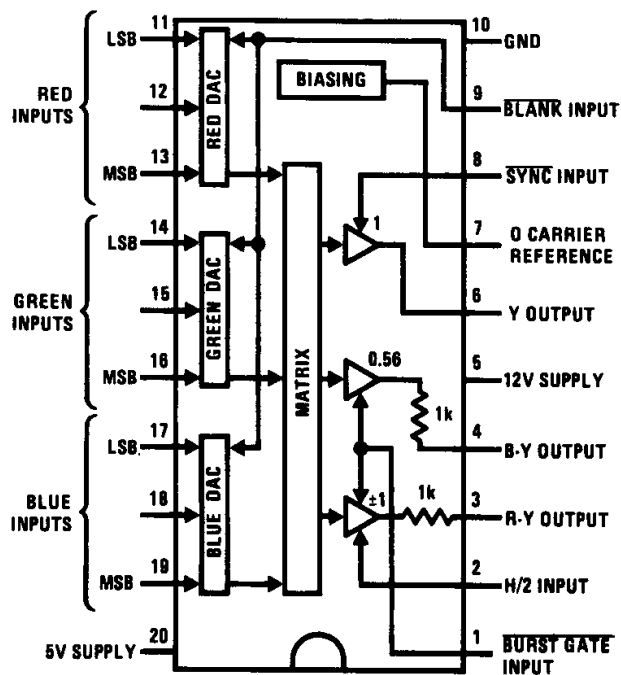 11
LSB
RED
INPUTS
12
13
MSB
RED DAC
14
LSB
GREEN
INPUTS
15
16
MSB
GREEN DAC
17
LSB
BLUE
INPUTS
18
19
MSB
BLUE DAC
20
5V SUPPLY
BIASING
MATRIX
1
0.56
1k
±1
1k
10
GND
9
BLANK INPUT
8
SYNC INPUT
7
0 CARRIER
REFERENCE
6
Y OUTPUT
5
12V SUPPLY
4
B-Y OUTPUT
3
R-Y OUTPUT
2
H/2 INPUT
1
BURST GATE
INPUT